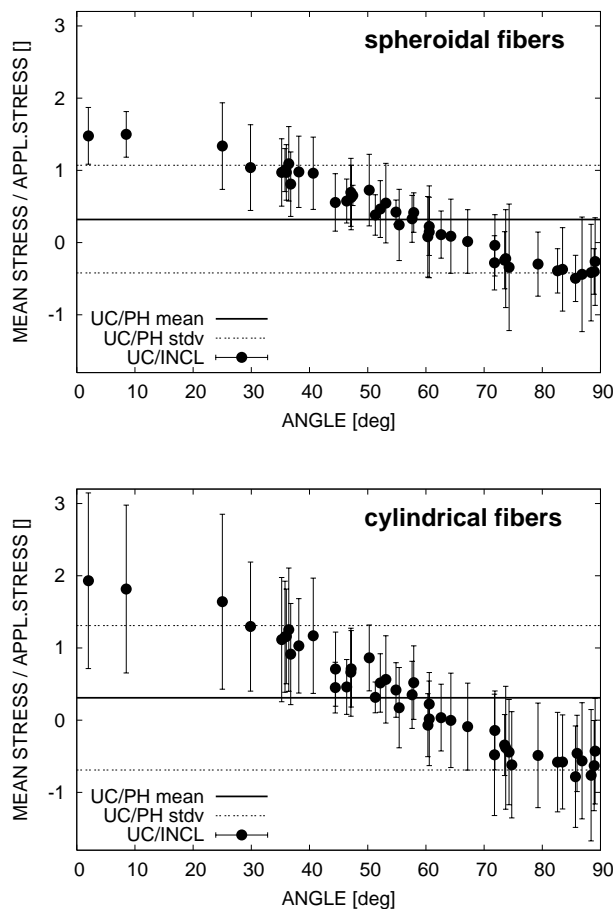 spheroidal fibers
3
2
1
0
-1
MEAN STRESS / APPL.STRESS []
UC/PH mean
UC/PH stdv
UC/INCL
0 10 20 30 40 50 60 70 80 90
ANGLE [deg]
cylindrical fibers
3
2
1
0
-1
MEAN STRESS / APPL.STRESS []
UC/PH mean
UC/PH stdv
UC/INCL
0 10 20 30 40 50 60 70 80 90
ANGLE [deg]